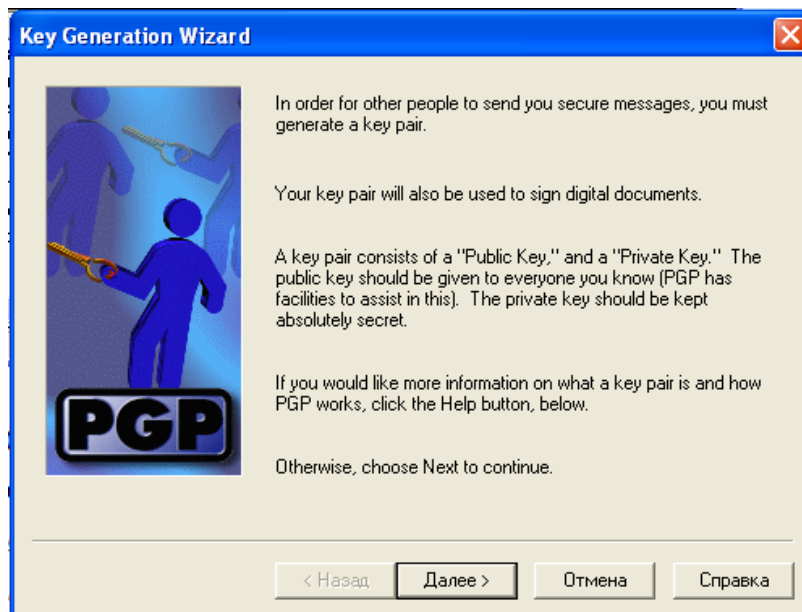 Key Generation Wizard
In order for other people to send you secure messages, you must
generate a key pair.
Your key pair will also be used to sign digital documents.
A key pair consists of a "Public Key," and a "Private Key." The
public key should be given to everyone you know (PGP has
facilities to assist in this). The private key should be kept
absolutely secret.
If you would like more information on what a key pair is and how
PGP works, click the Help button, below.
Otherwise, choose Next to continue.
PGP
< Назад
Далее >
Отмена
Справка